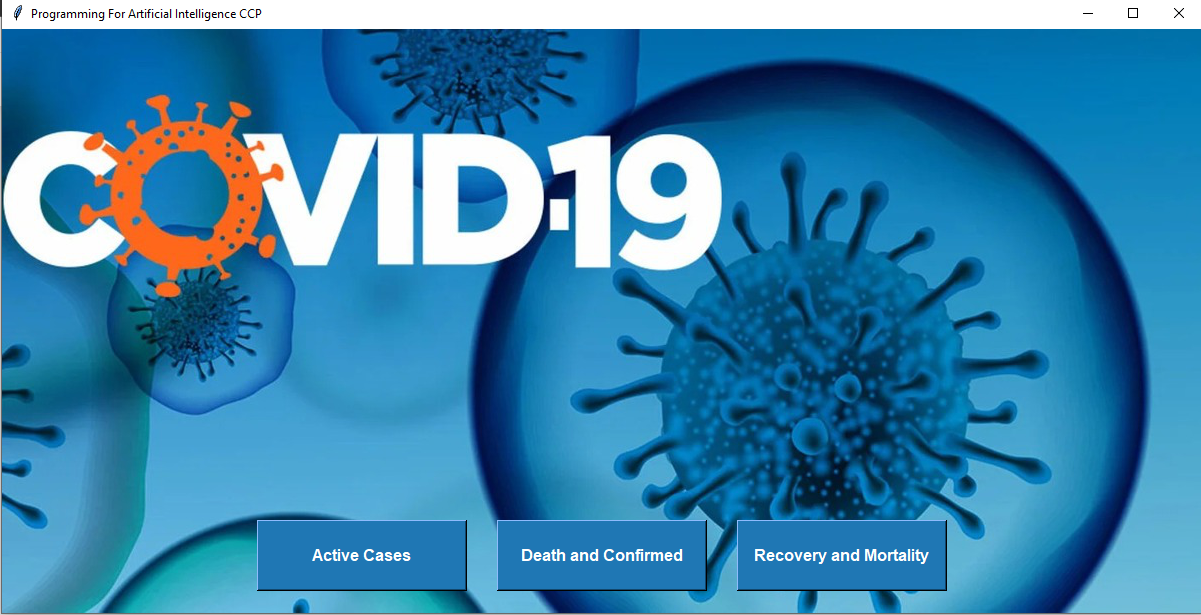 Programming For Artificial Intelligence CCP
COVID-19
Active Cases
Death and Confirmed
Recovery and Mortality